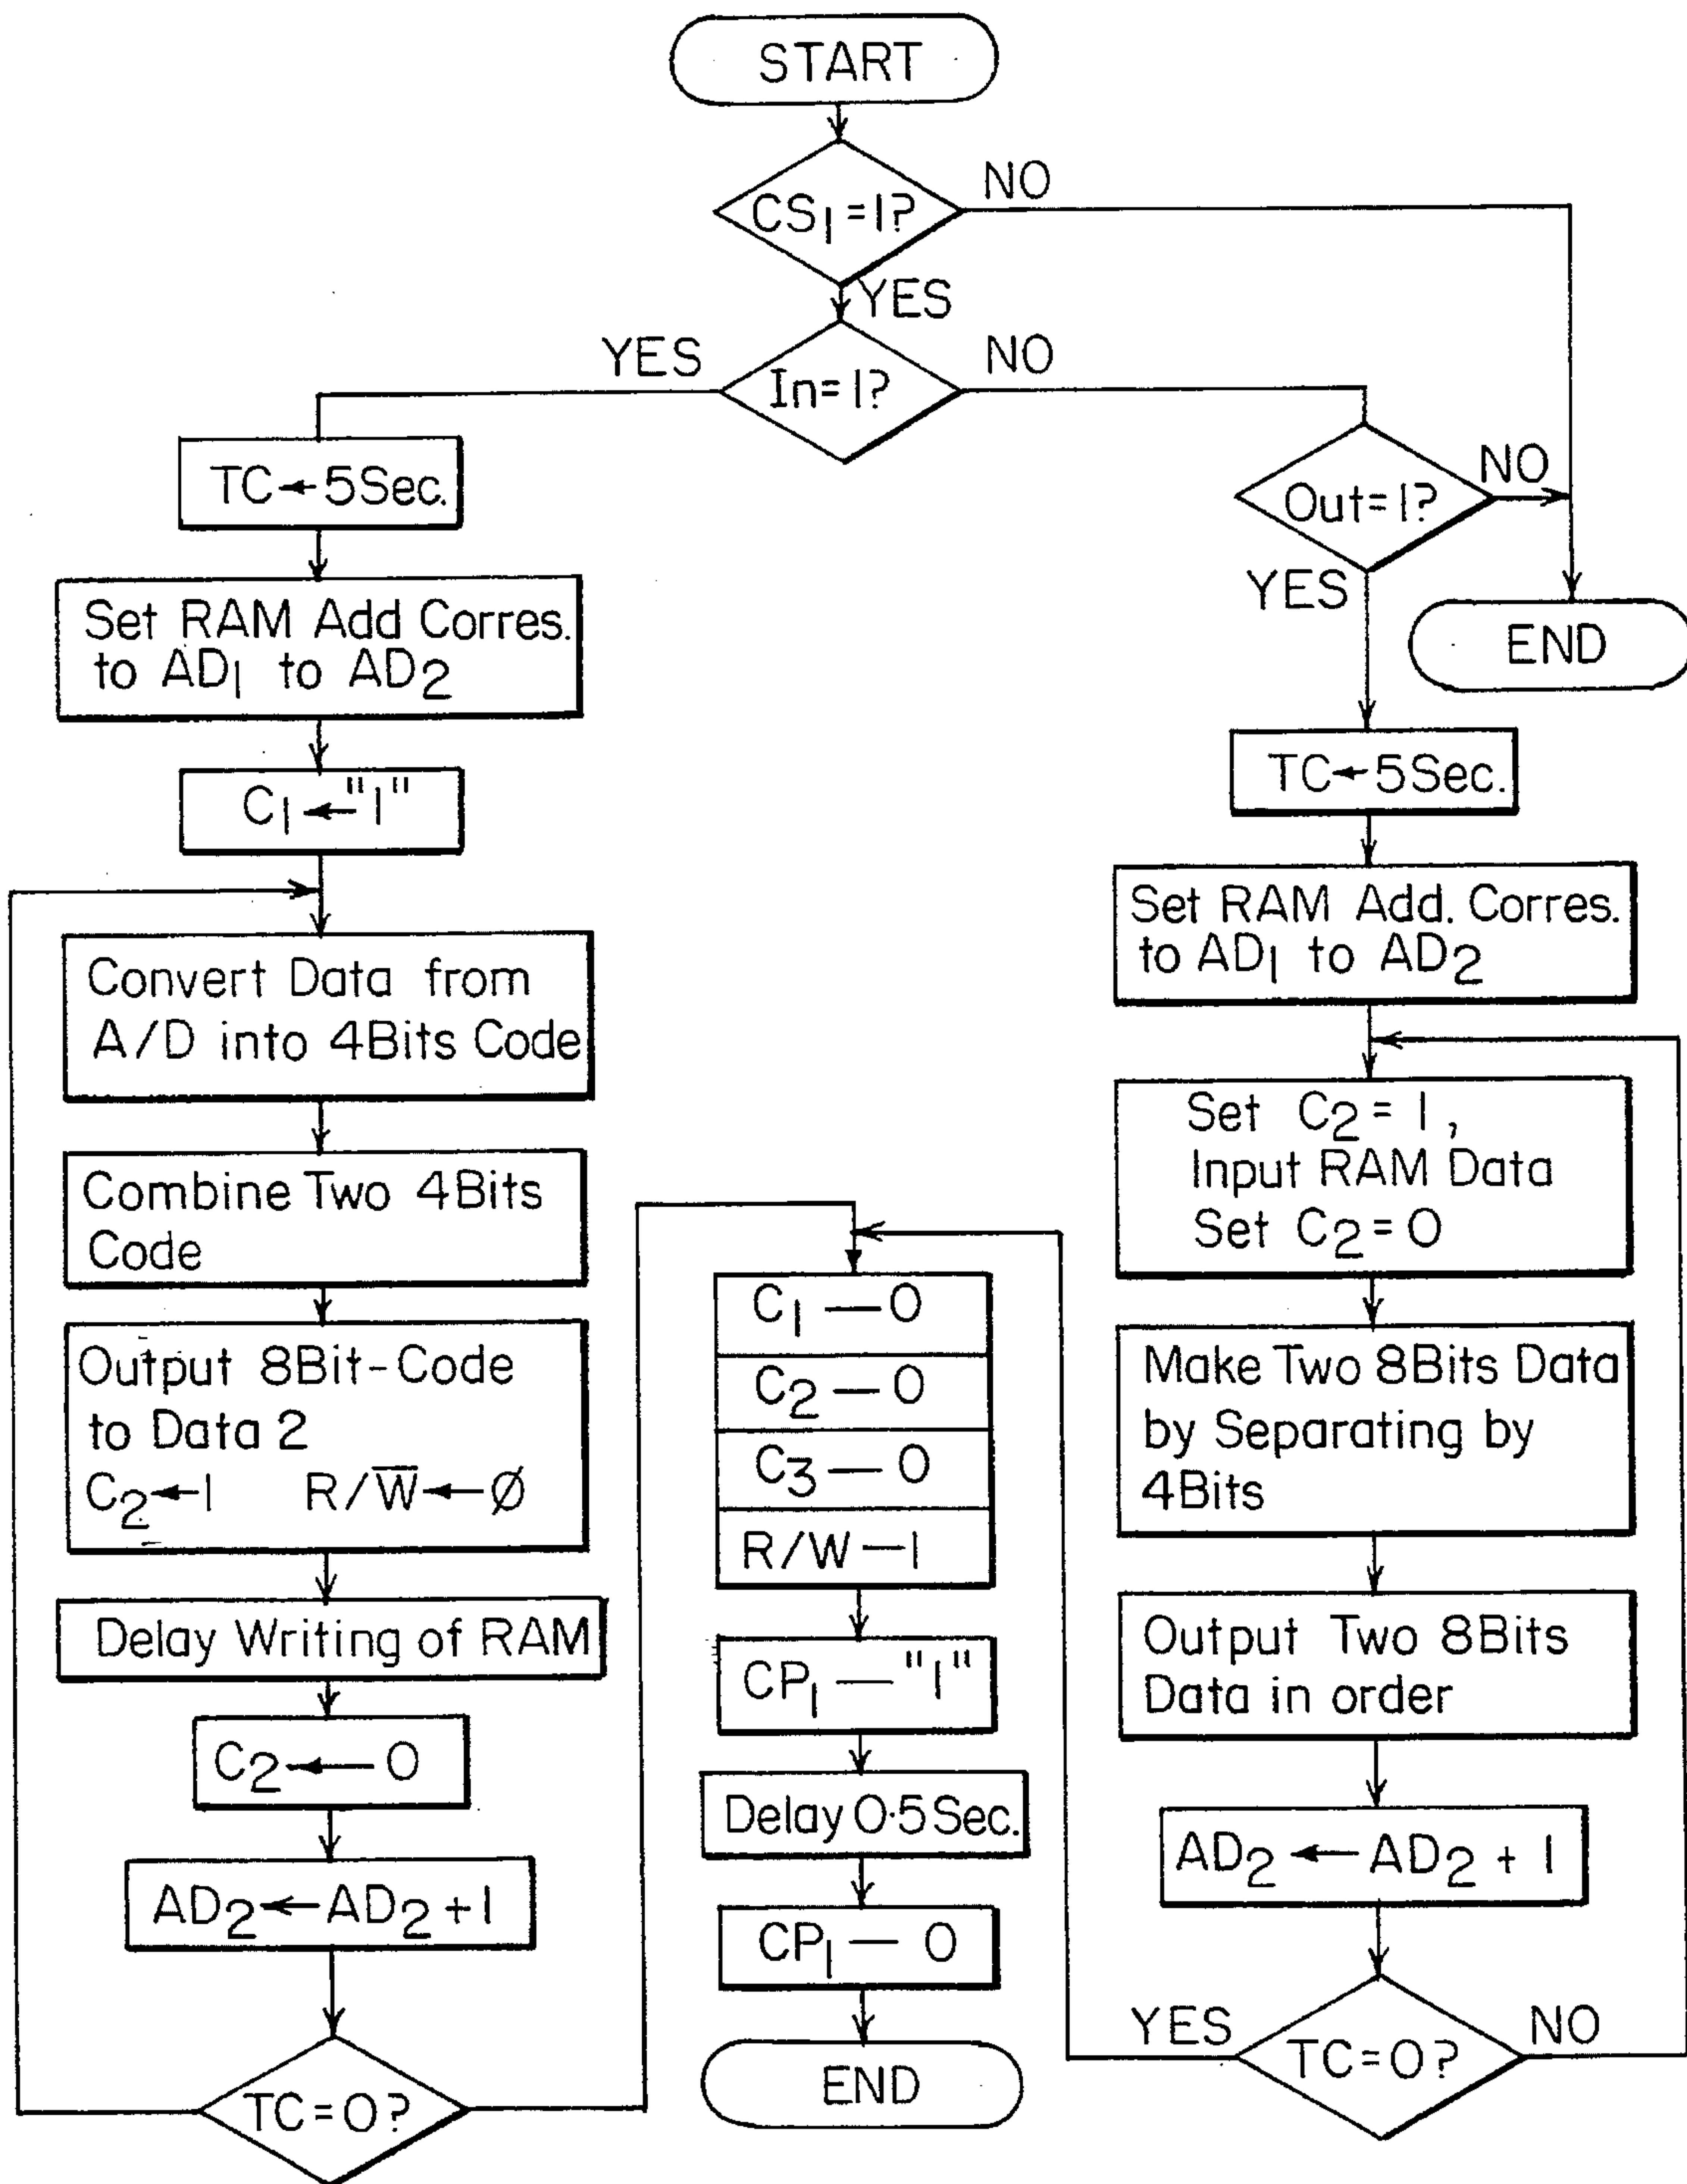 START
CS₁=1?
NO
YES
In=1?
YES
NO
TC←5Sec.
Set RAM Add Corres.
to AD₁ to AD₂
C₁←"1"
Convert Data from
A/D into 4Bits Code
Combine Two 4Bits
Code
Output 8Bit-Code
to Data 2
C₂←1 R/W̅←Ø
Delay Writing of RAM
C₂←0
AD₂←AD₂+1
TC=0?
Out=1?
NO
YES
END
TC←5Sec.
Set RAM Add. Corres.
to AD₁ to AD₂
Set C₂=1,
Input RAM Data
Set C₂=0
Make Two 8Bits Data
by Separating by
4Bits
Output Two 8Bits
Data in order
AD₂←AD₂+1
TC=0?
YES
NO
C₁—0
C₂—0
C₃—0
R/W—1
CP₁—"1"
Delay 0·5Sec.
CP₁—0
END